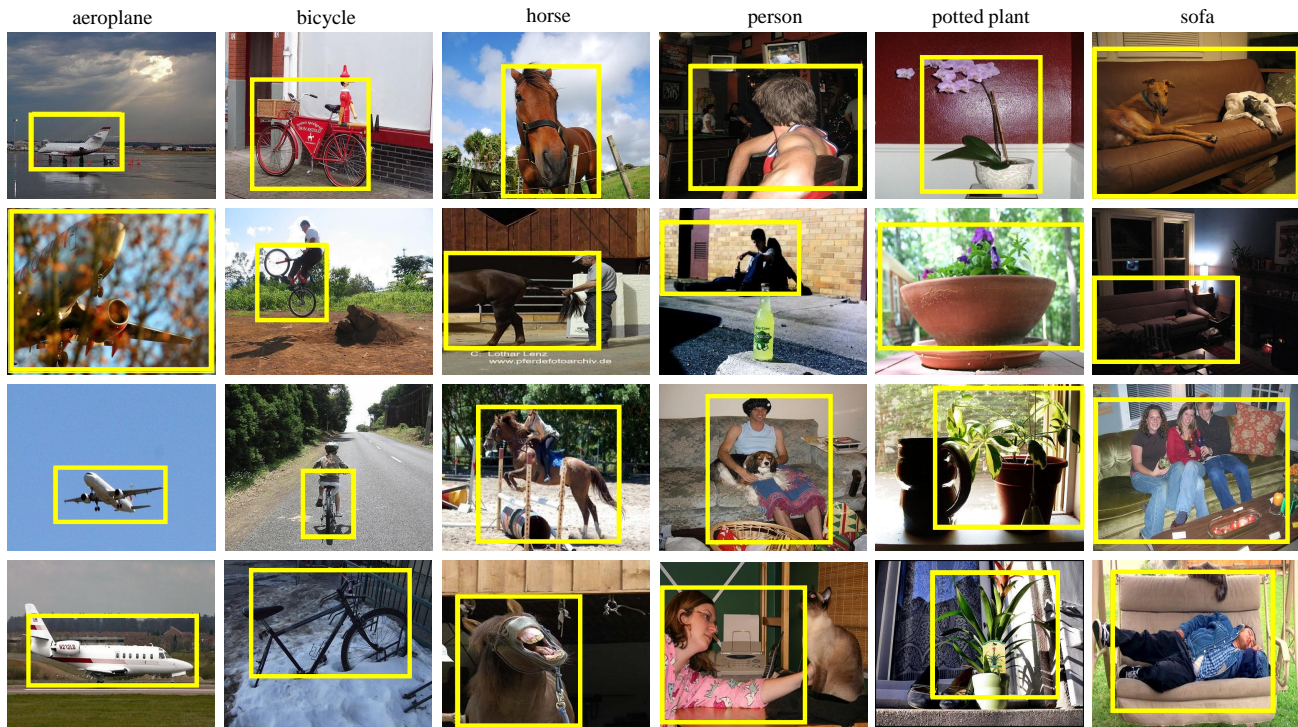 aeroplane
bicycle
horse
person
potted plant
sofa
C: Lothar Lenz
www.pferdefotoarchiv.de